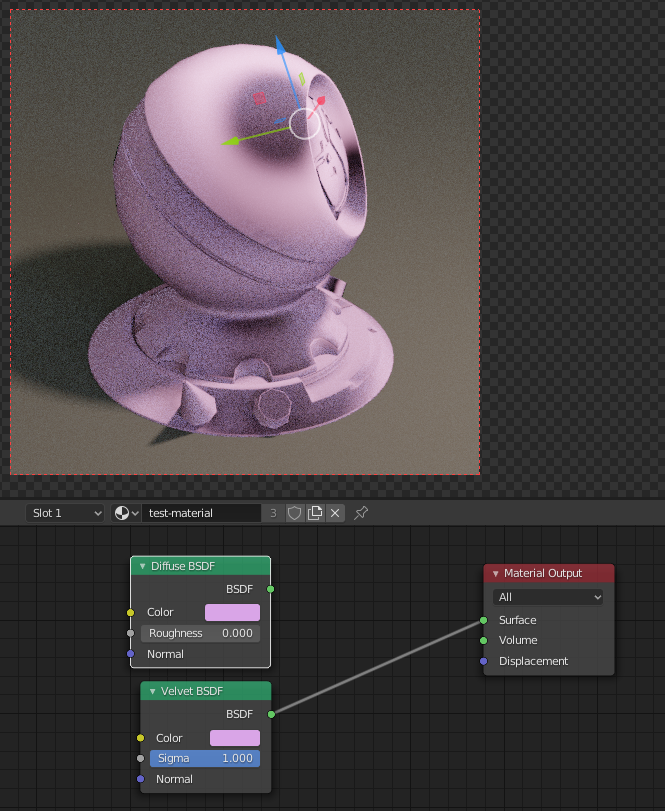 Slot 1
test-material
3
Diffuse BSDF
BSDF
Color
Roughness 0.000
Normal
Velvet BSDF
BSDF
Color
Sigma 1.000
Normal
Material Output
All
Surface
Volume
Displacement